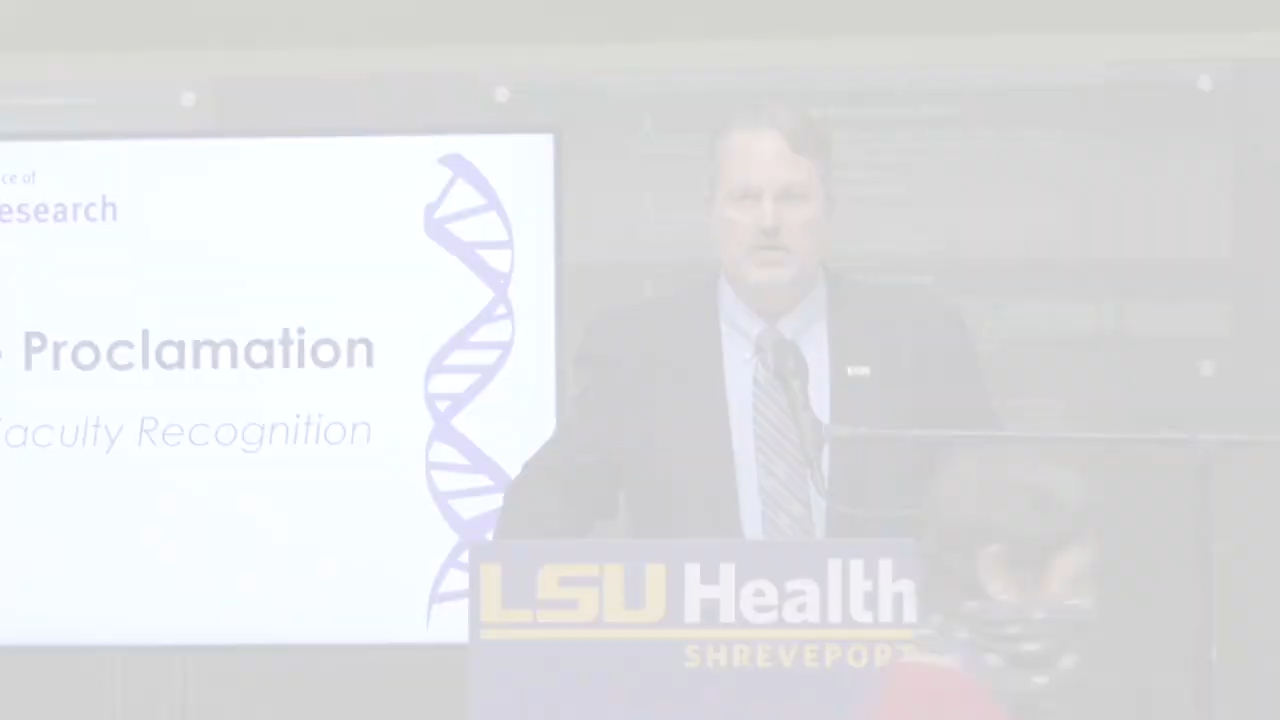 ce of
esearch
Proclamation
aculty Recognition
LSU Health
SHREVEPORT